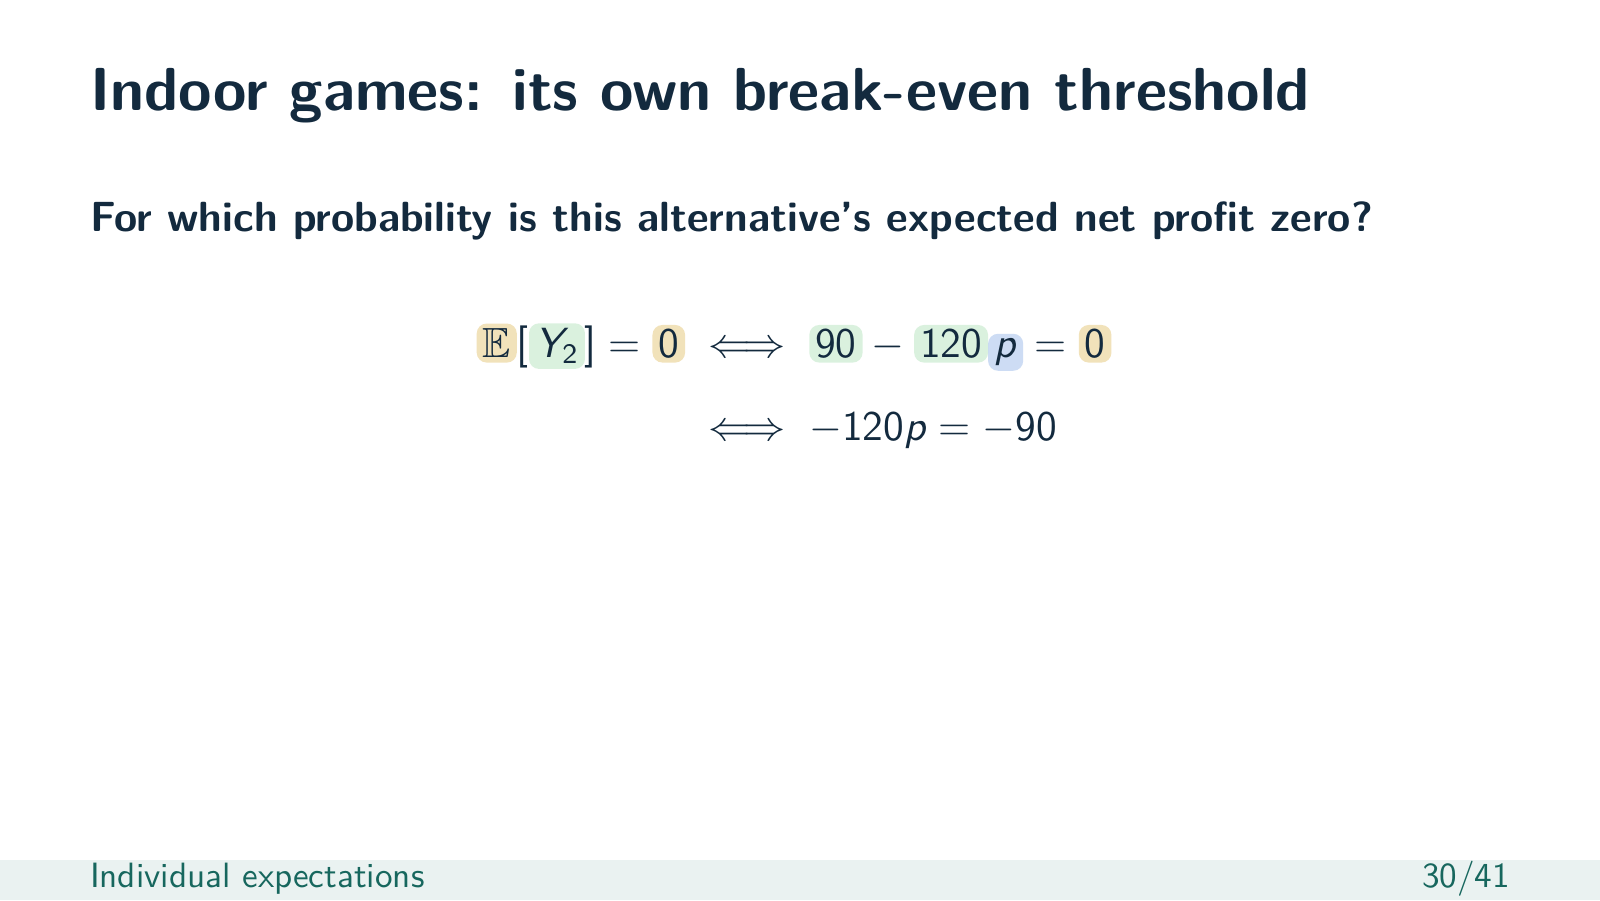 Indoor games: its own break-even threshold
For which probability is this alternative's expected net profit zero?
𝔼[Y₂] = 0 ⟺ 90 − 120 p = 0
⟺ −120p = −90
Individual expectations 30/41